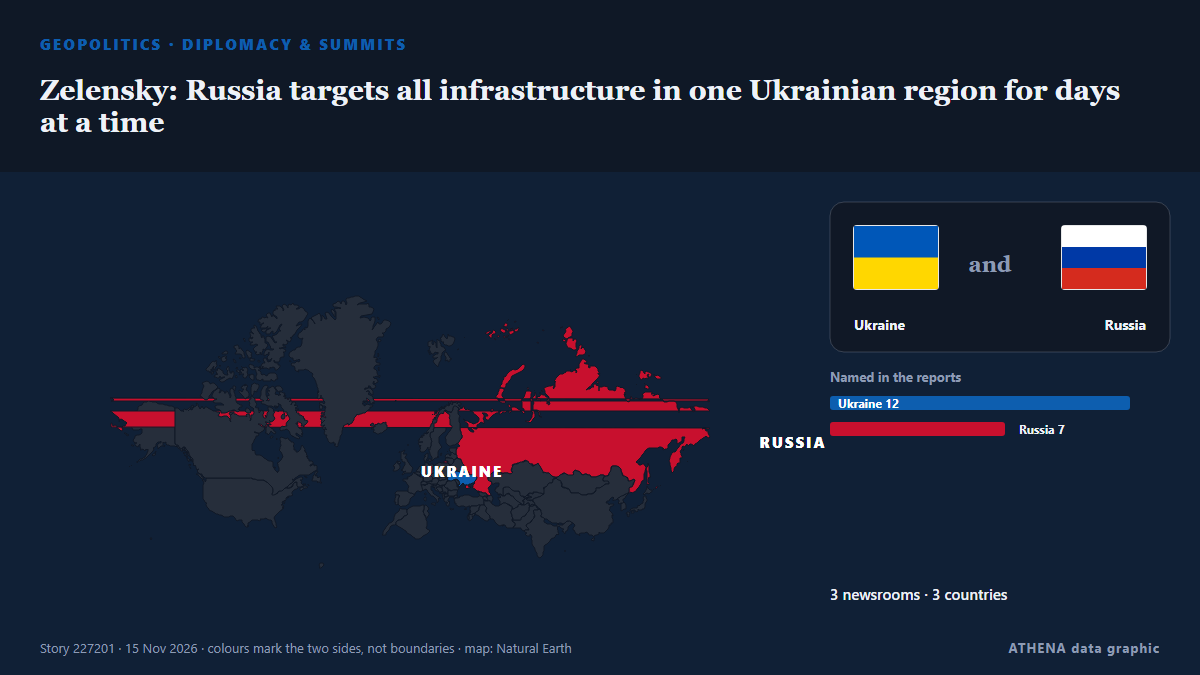 GEOPOLITICS · DIPLOMACY & SUMMITS
Zelensky: Russia targets all infrastructure in one Ukrainian region for days
at a time
and
Ukraine
Russia
Named in the reports
Ukraine 12
Russia 7
RUSSIA
UKRAINE
3 newsrooms · 3 countries
Story 227201 · 15 Nov 2026 · colours mark the two sides, not boundaries · map: Natural Earth
ATHENA data graphic